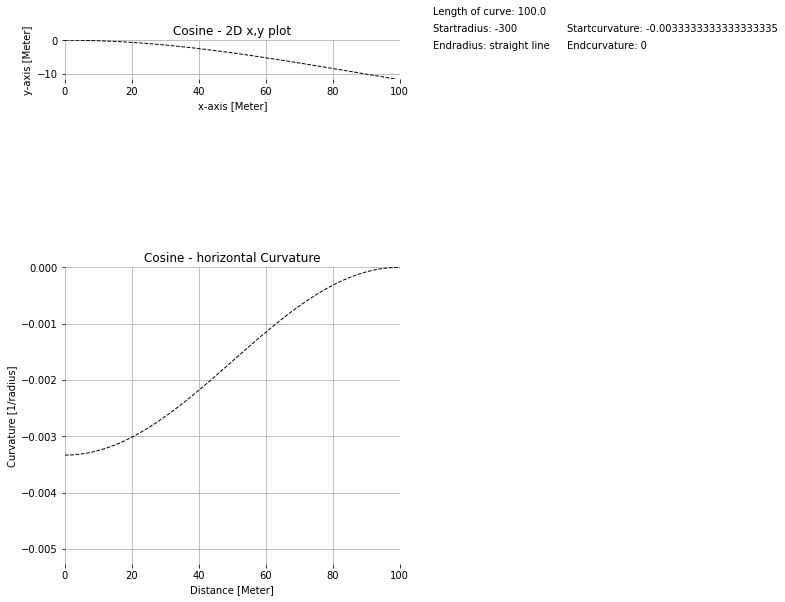 Length of curve: 100.0
Startradius: -300 Startcurvature: -0.0033333333333333335
Endradius: straight line Endcurvature: 0
Cosine - 2D x,y plot
y-axis [Meter]
0
−10
0 20 40 60 80 100
x-axis [Meter]
Cosine - horizontal Curvature
Curvature [1/radius]
0.000
−0.001
−0.002
−0.003
−0.004
−0.005
0 20 40 60 80 100
Distance [Meter]